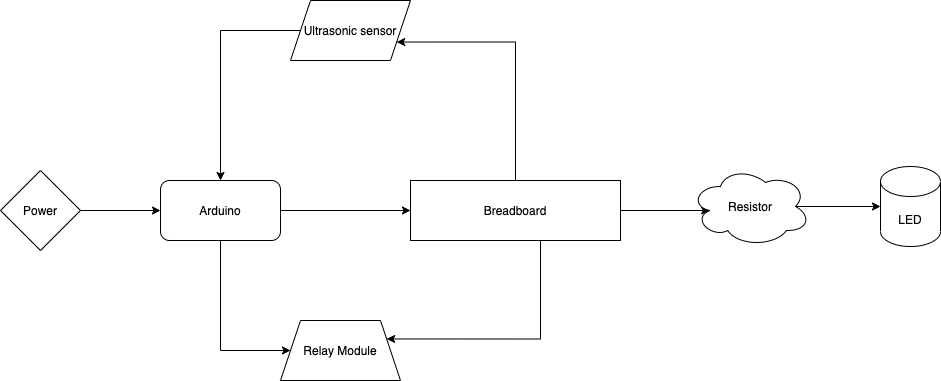 Ultrasonic sensor
Power
Arduino
Breadboard
Resistor
LED
Relay Module